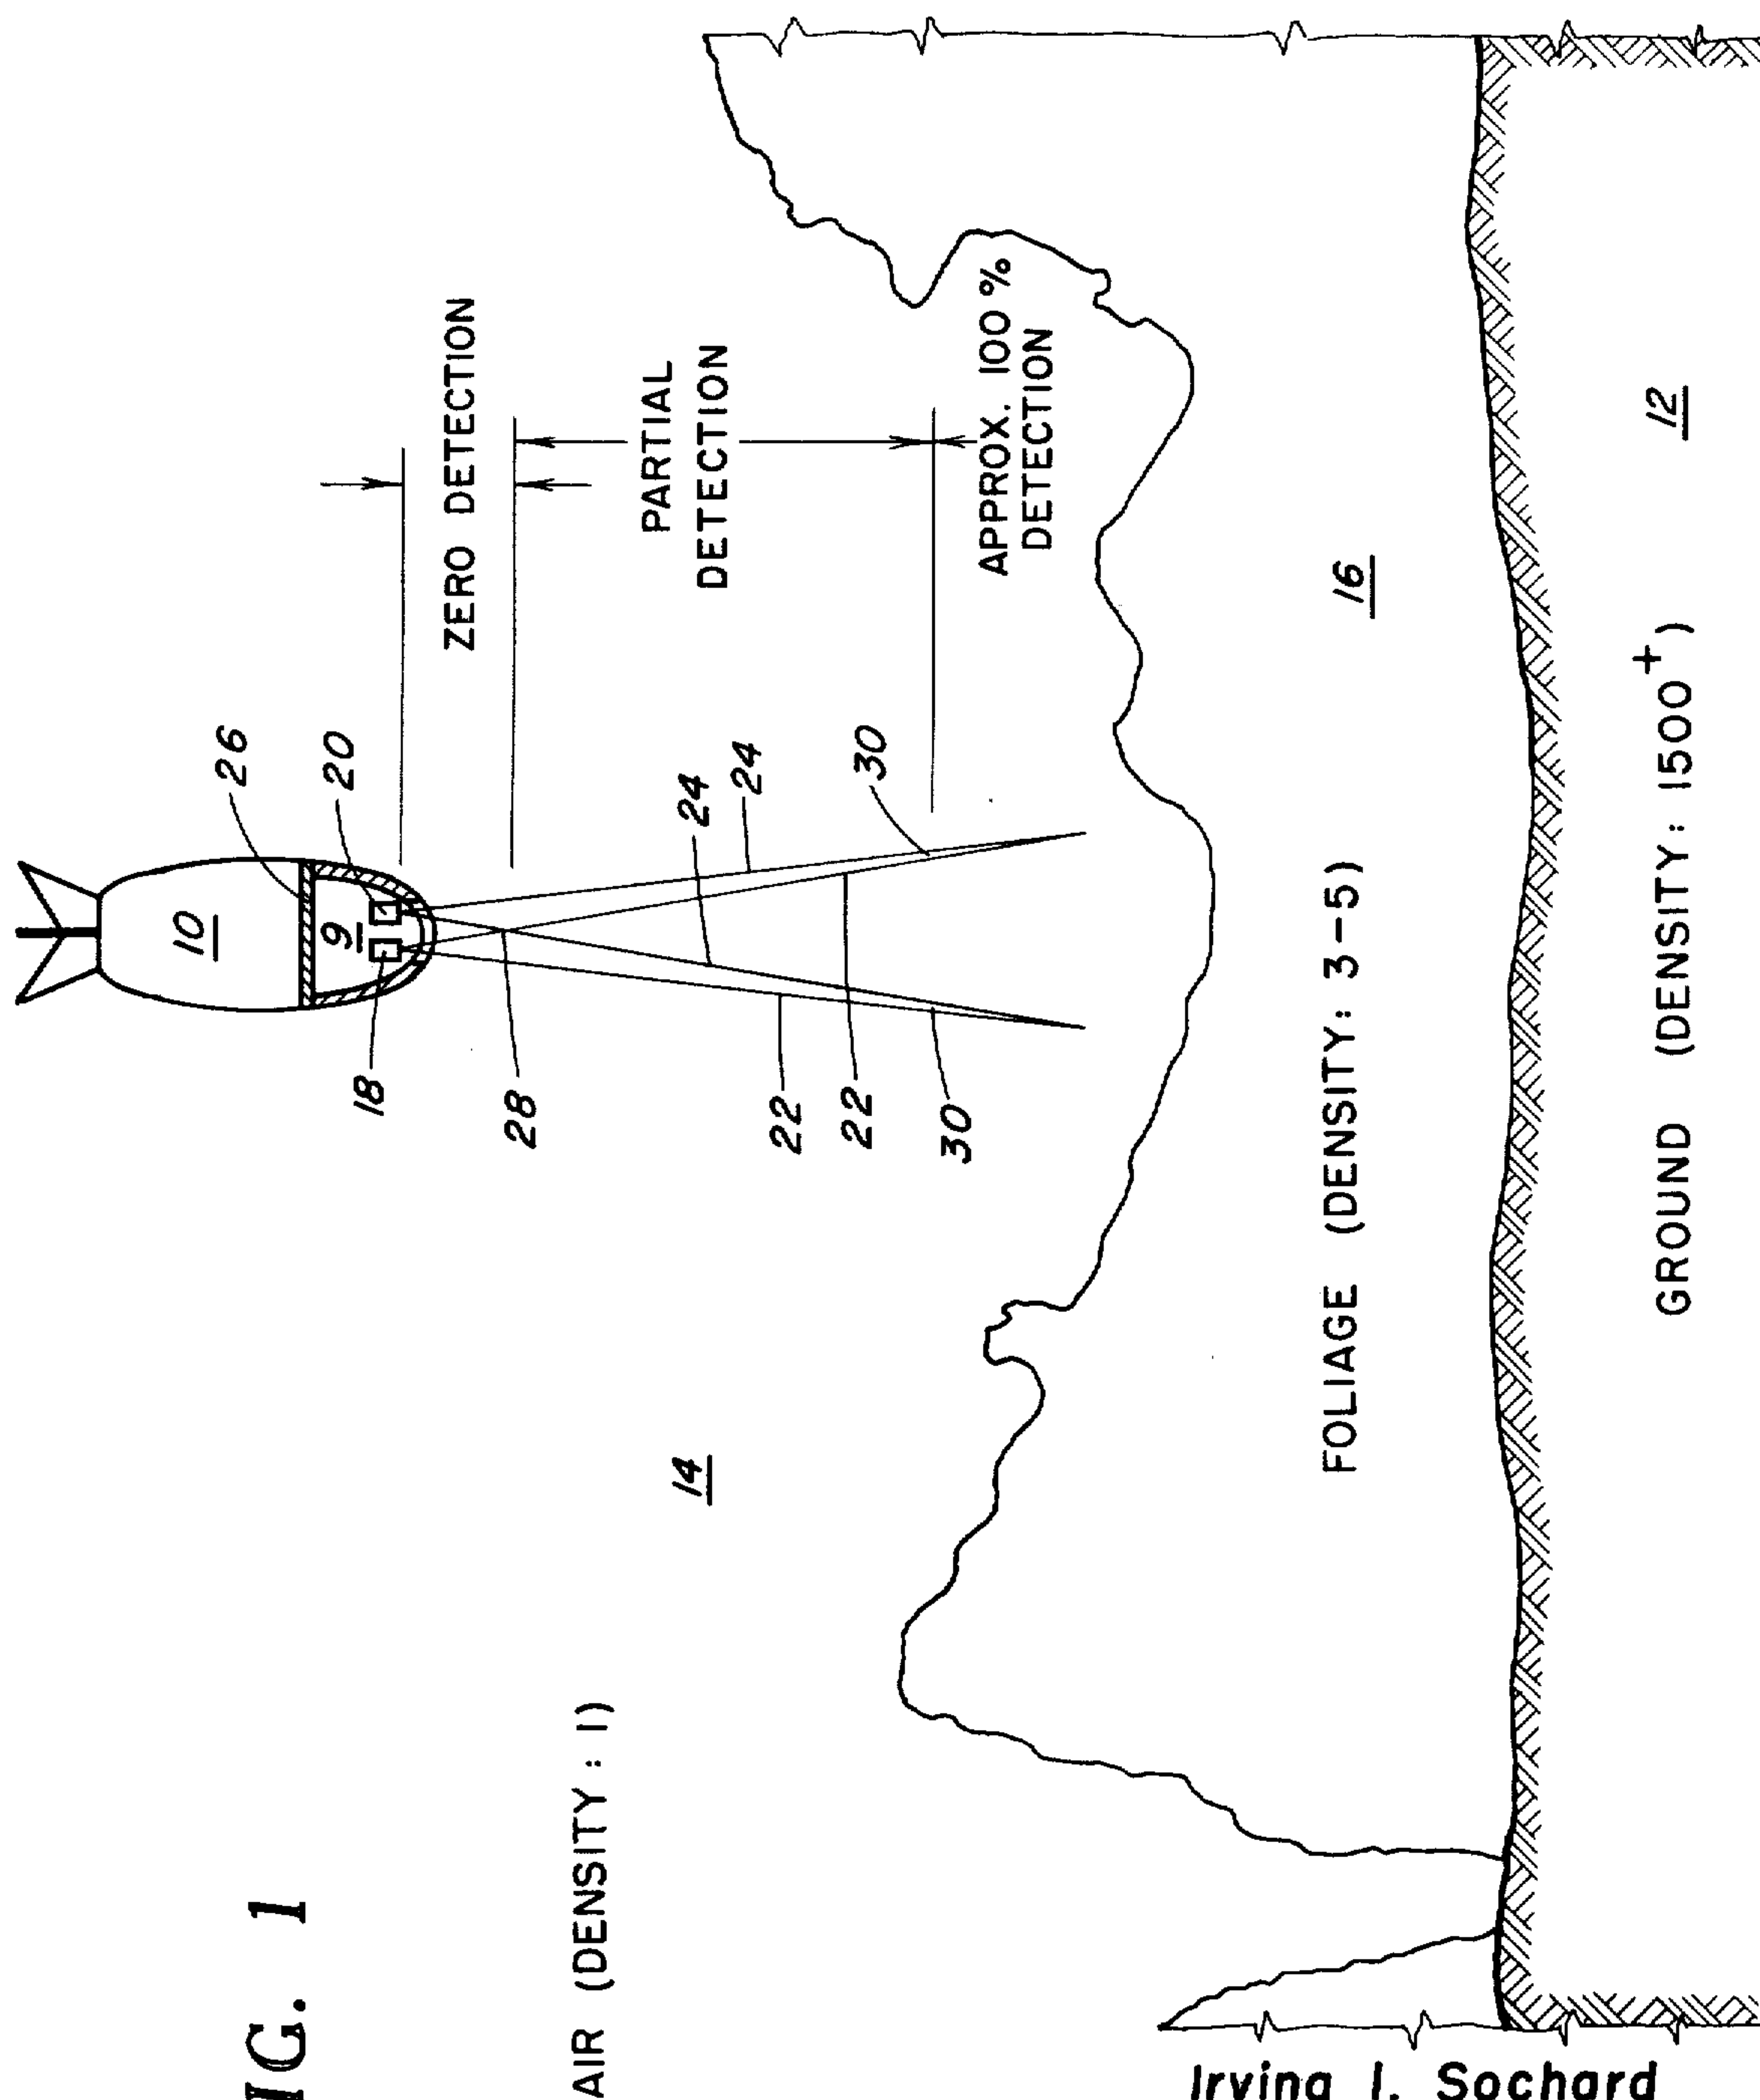 IG. 1
AIR (DENSITY: 1)
14
10
9
26
20
18
28
24
24
22
22
30
30
ZERO DETECTION
PARTIAL
DETECTION
APPROX. 100%
DETECTION
16
FOLIAGE (DENSITY: 3-5)
12
GROUND (DENSITY: 1500+)
Irving I. Sochard